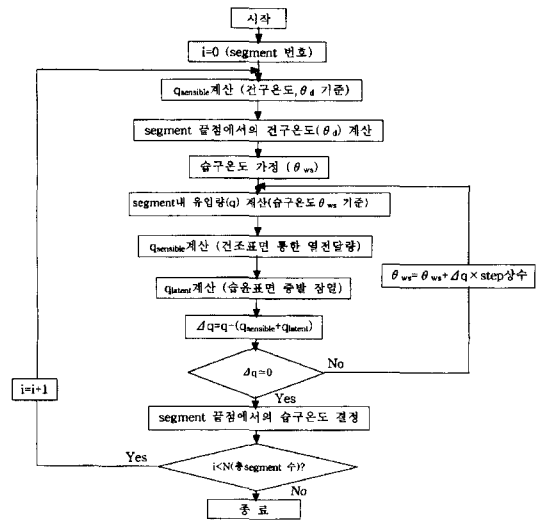 시작
i=0 (segment 번호)
qsensible계산 (건구온도, θd 기준)
segment 끝점에서의 건구온도(θd) 계산
습구온도 가정 (θws)
segment내 유입량(q) 계산(습구온도θws 기준)
qsensible계산 (건조표면 통한 열전달량)
θws=θws+Δq×step상수
qlatent계산 (습윤표면 증발 잠열)
Δq=q-(qsensible+qlatent)
Δq≃0
No
Yes
i=i+1
segment 끝점에서의 습구온도 결정
Yes
i<N(총segment 수)?
No
종 료